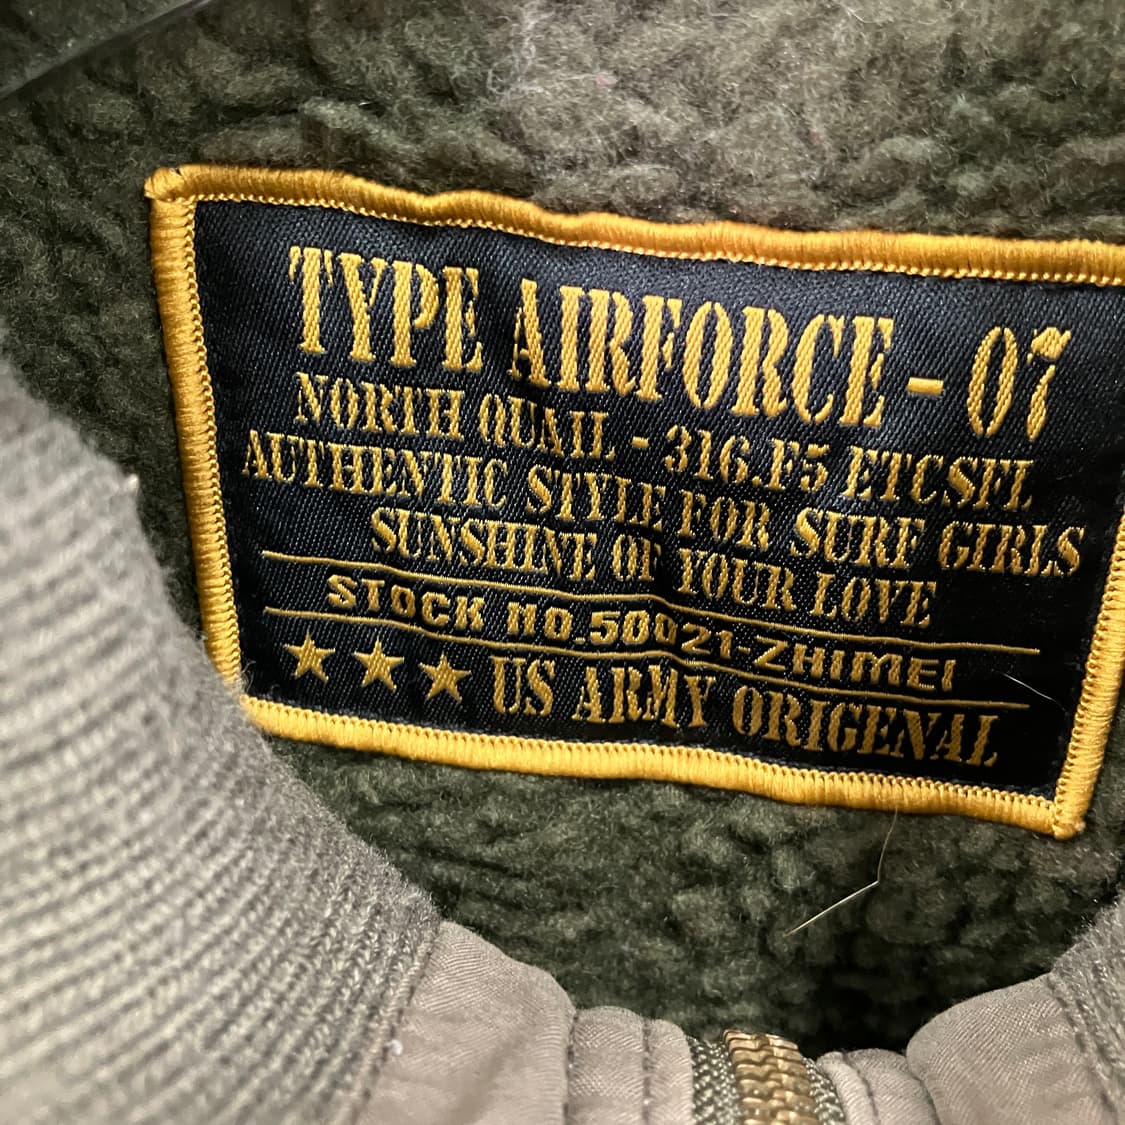 TYPE AIRFORCE - 07
NORTH QUAIL - 316.F5 ETCSFL
AUTHENTIC STYLE FOR SURF GIRLS
SUNSHINE OF YOUR LOVE
STOCK NO.50021-ZHIMEI
★★★ US ARMY ORIGENAL